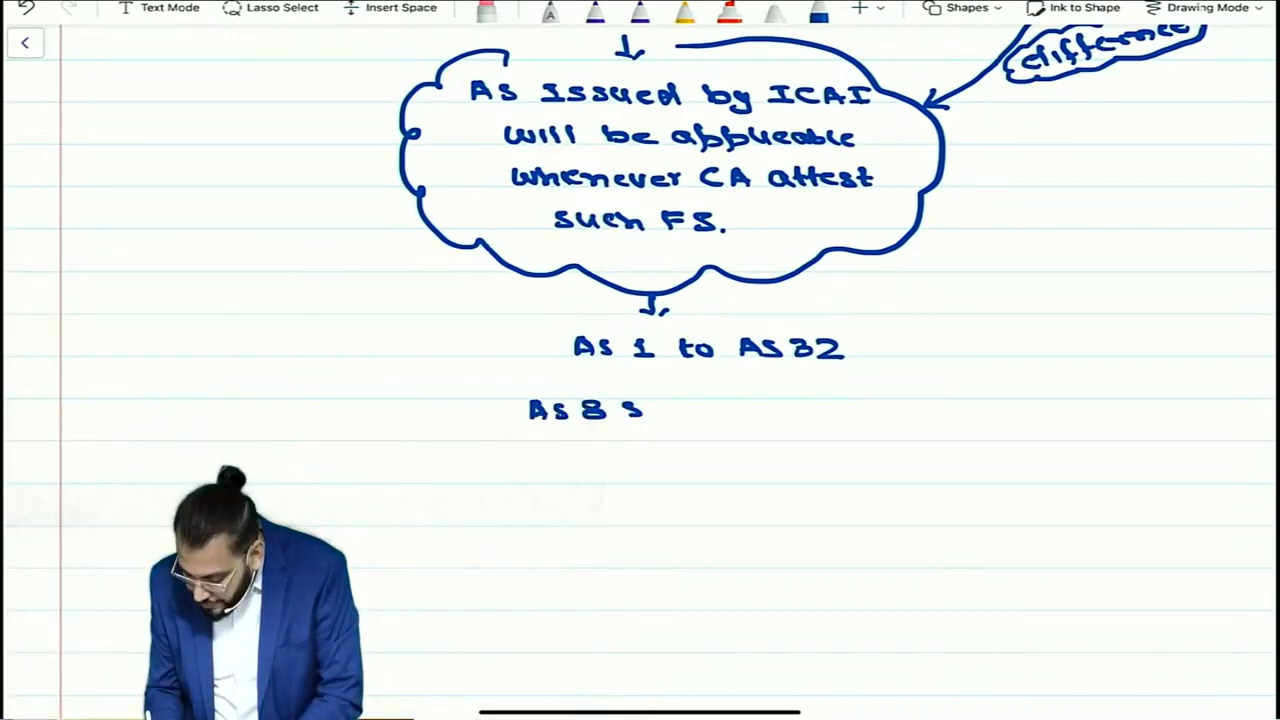 Text Mode Lasso Select Insert Space Shapes Ink to Shape Drawing Mode
difference
As Issued by ICAI
will be applicable
whenever CA attest
such FS.
As 1 to AS 32
As 8 s